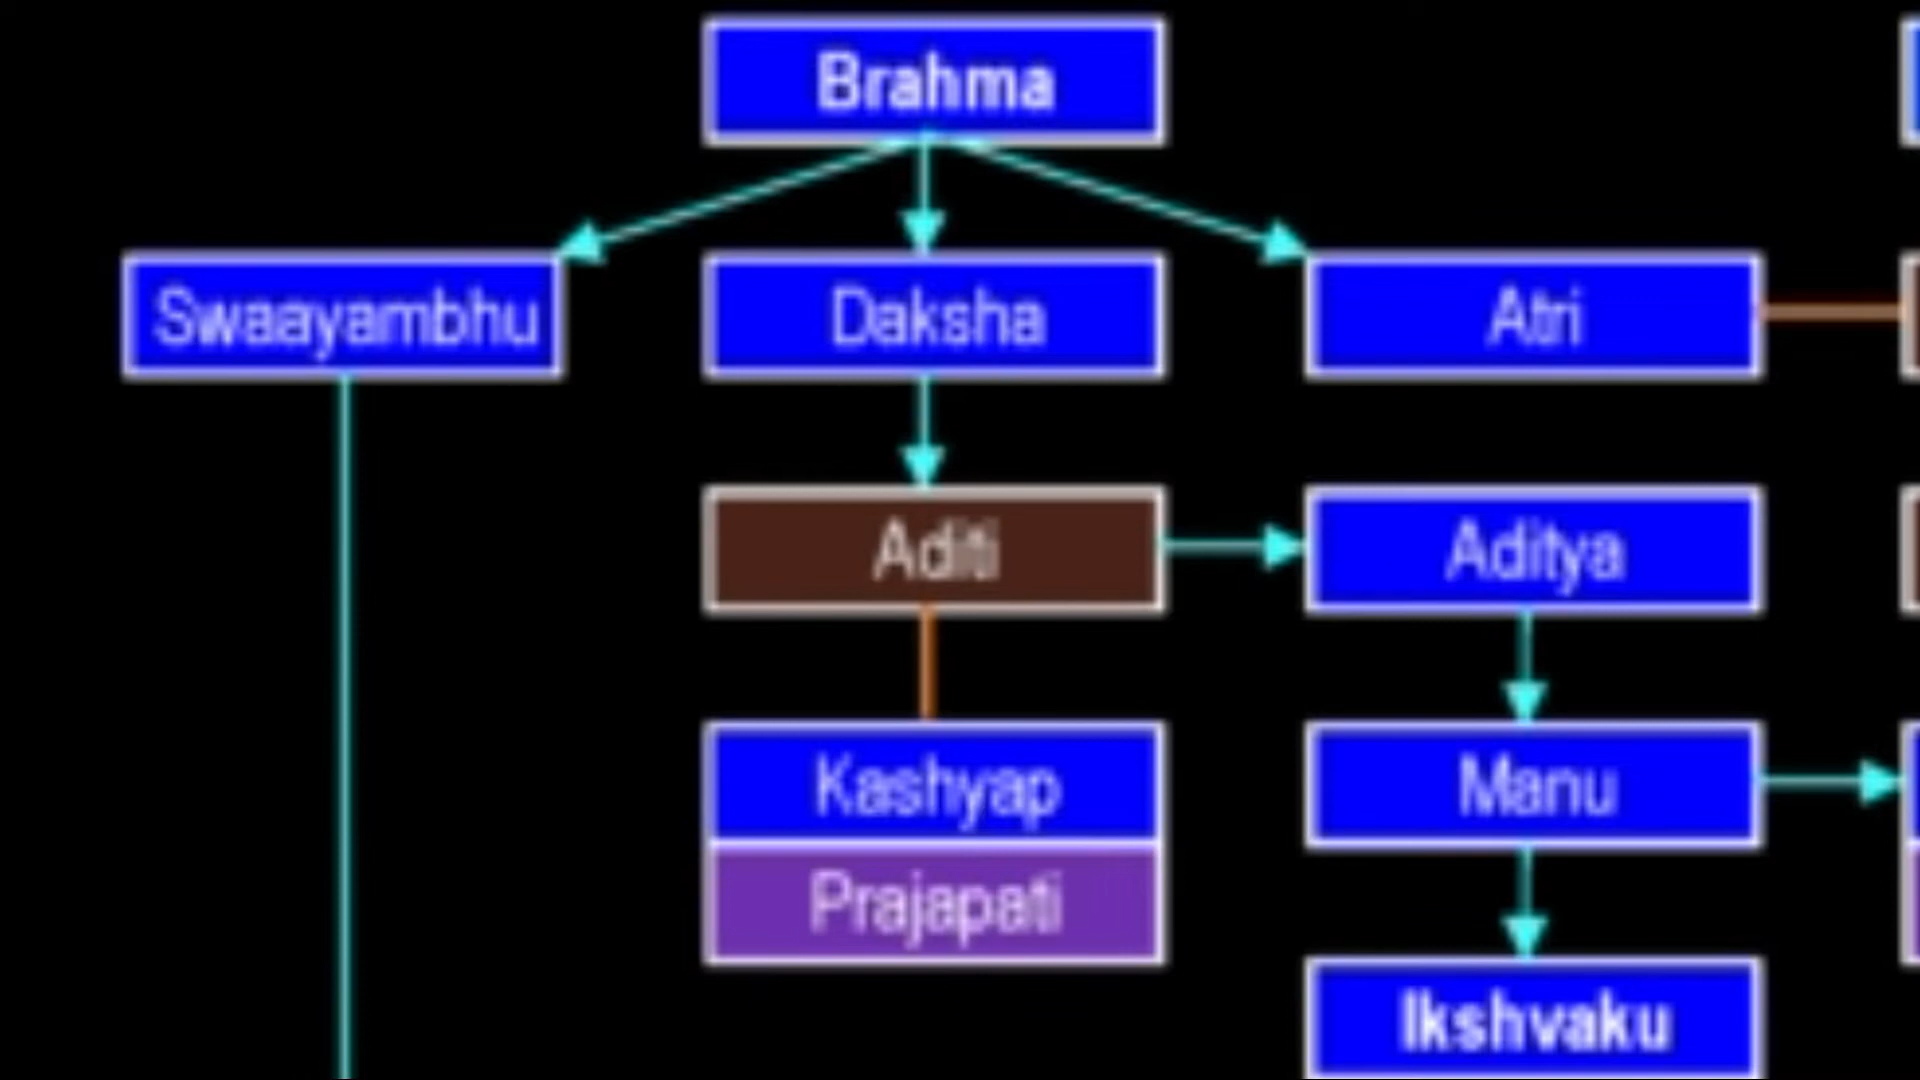 Brahma
Swaayambhu
Daksha
Atri
Aditi
Aditya
Kashyap
Manu
Prajapati
Ikshvaku